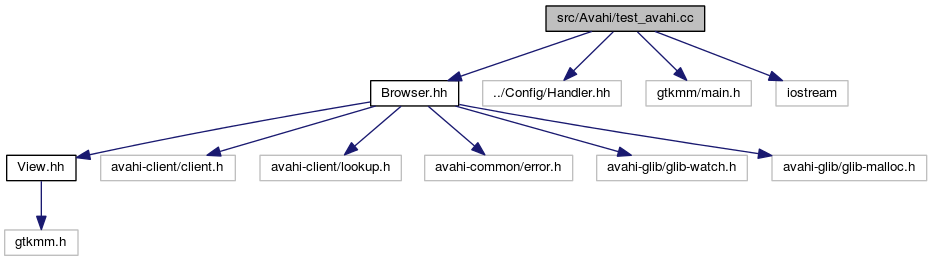 src/Avahi/test_avahi.cc
Browser.hh
../Config/Handler.hh
gtkmm/main.h
iostream
View.hh
avahi-client/client.h
avahi-client/lookup.h
avahi-common/error.h
avahi-glib/glib-watch.h
avahi-glib/glib-malloc.h
gtkmm.h